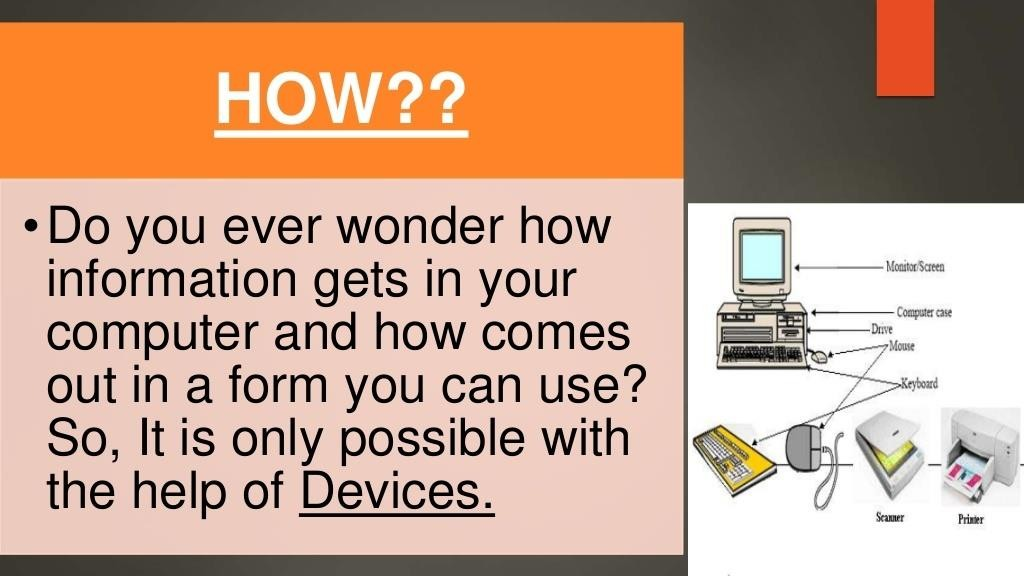 HOW??
•Do you ever wonder how
information gets in your
computer and how comes
out in a form you can use?
So, It is only possible with
the help of Devices.
Monitor/Screen
Computer case
Drive
Mouse
Keyboard
Scanner
Printer